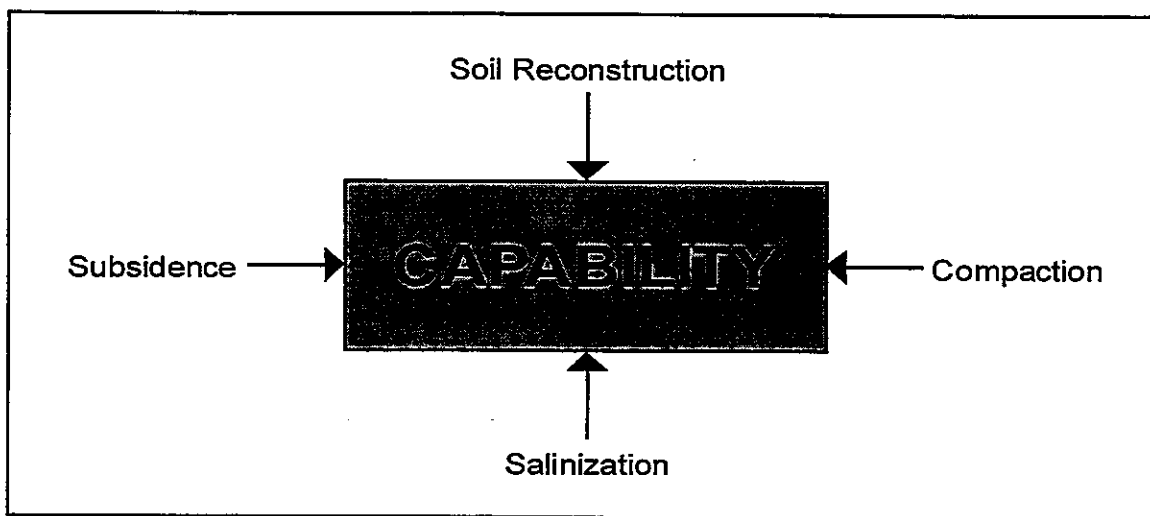 Soil Reconstruction
Subsidence
CAPABILITY
Compaction
Salinization